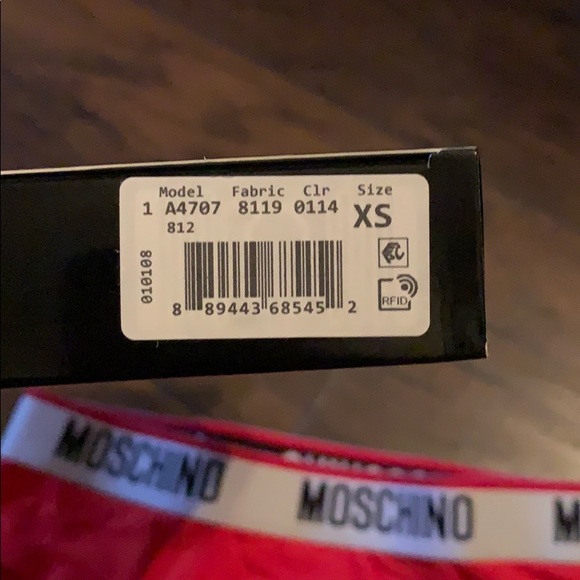 Model Fabric Clr Size
1 A4707 8119 0114 XS
812
010108
8 89443 68545 2
RFID
MOSCHINO MOSCHINO M